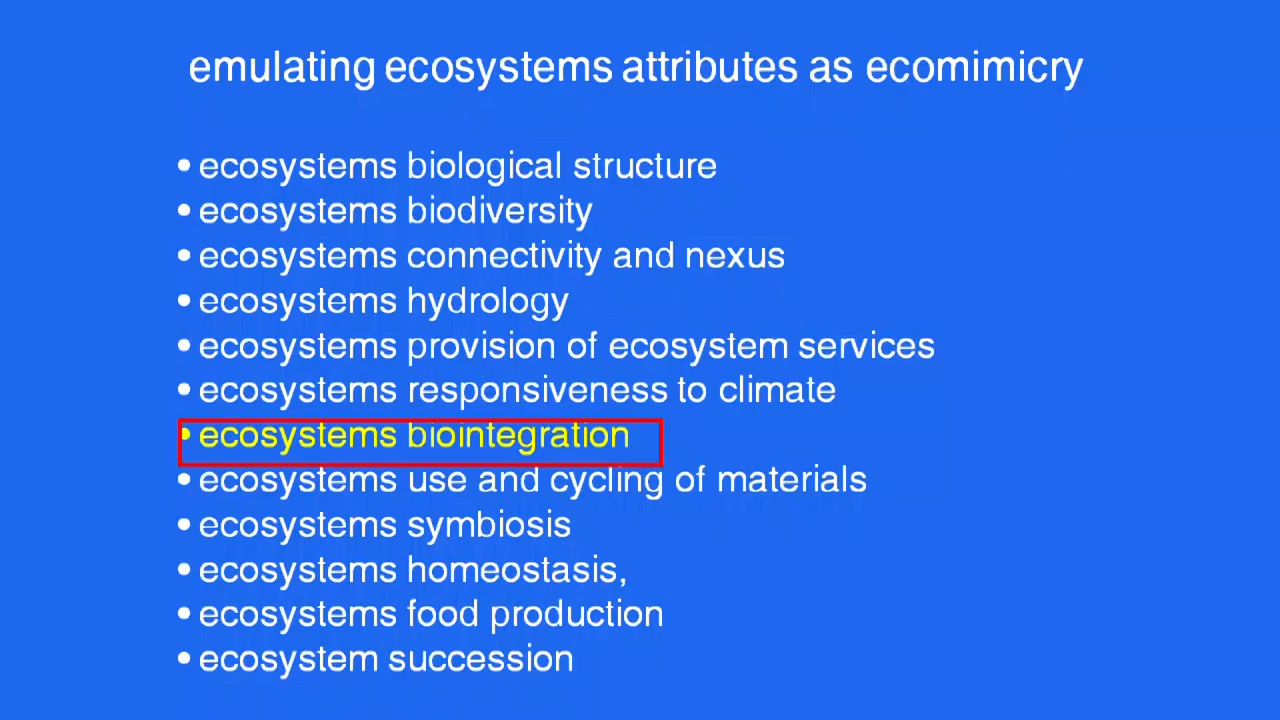 emulating ecosystems attributes as ecomimicry
• ecosystems biological structure
• ecosystems biodiversity
• ecosystems connectivity and nexus
• ecosystems hydrology
• ecosystems provision of ecosystem services
• ecosystems responsiveness to climate
• ecosystems biointegration
• ecosystems use and cycling of materials
• ecosystems symbiosis
• ecosystems homeostasis,
• ecosystems food production
• ecosystem succession